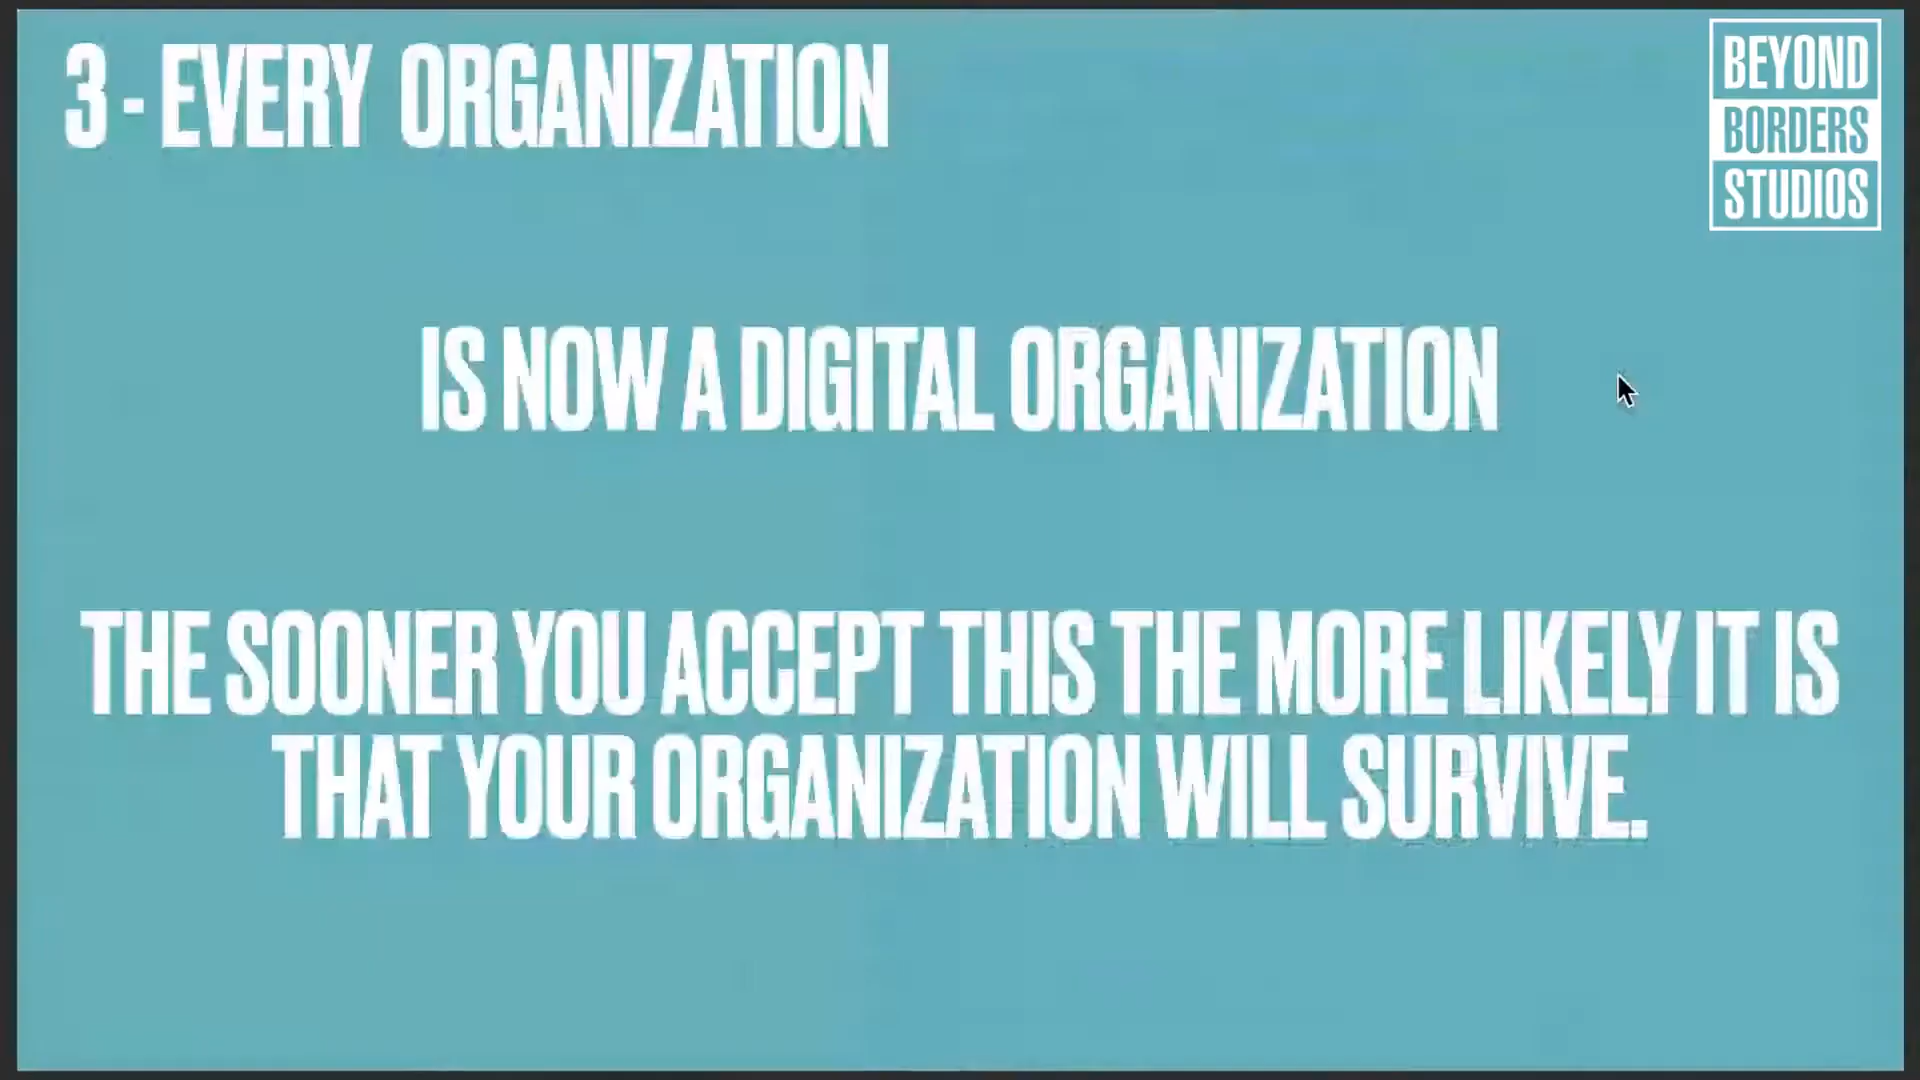 3 - EVERY ORGANIZATION
BEYOND
BORDERS
STUDIOS
IS NOW A DIGITAL ORGANIZATION
THE SOONER YOU ACCEPT THIS THE MORE LIKELY IT IS
THAT YOUR ORGANIZATION WILL SURVIVE.